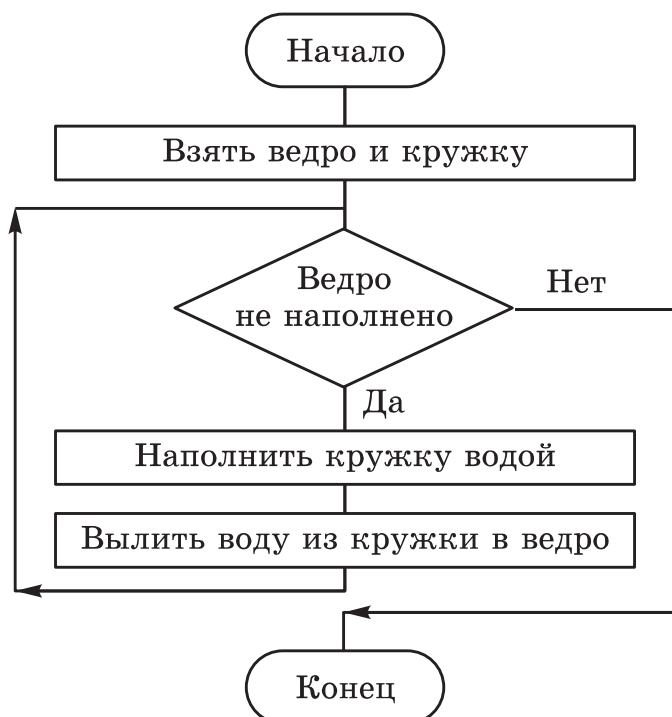 Начало
Взять ведро и кружку
Ведро
не наполнено
Нет
Да
Наполнить кружку водой
Вылить воду из кружки в ведро
Конец